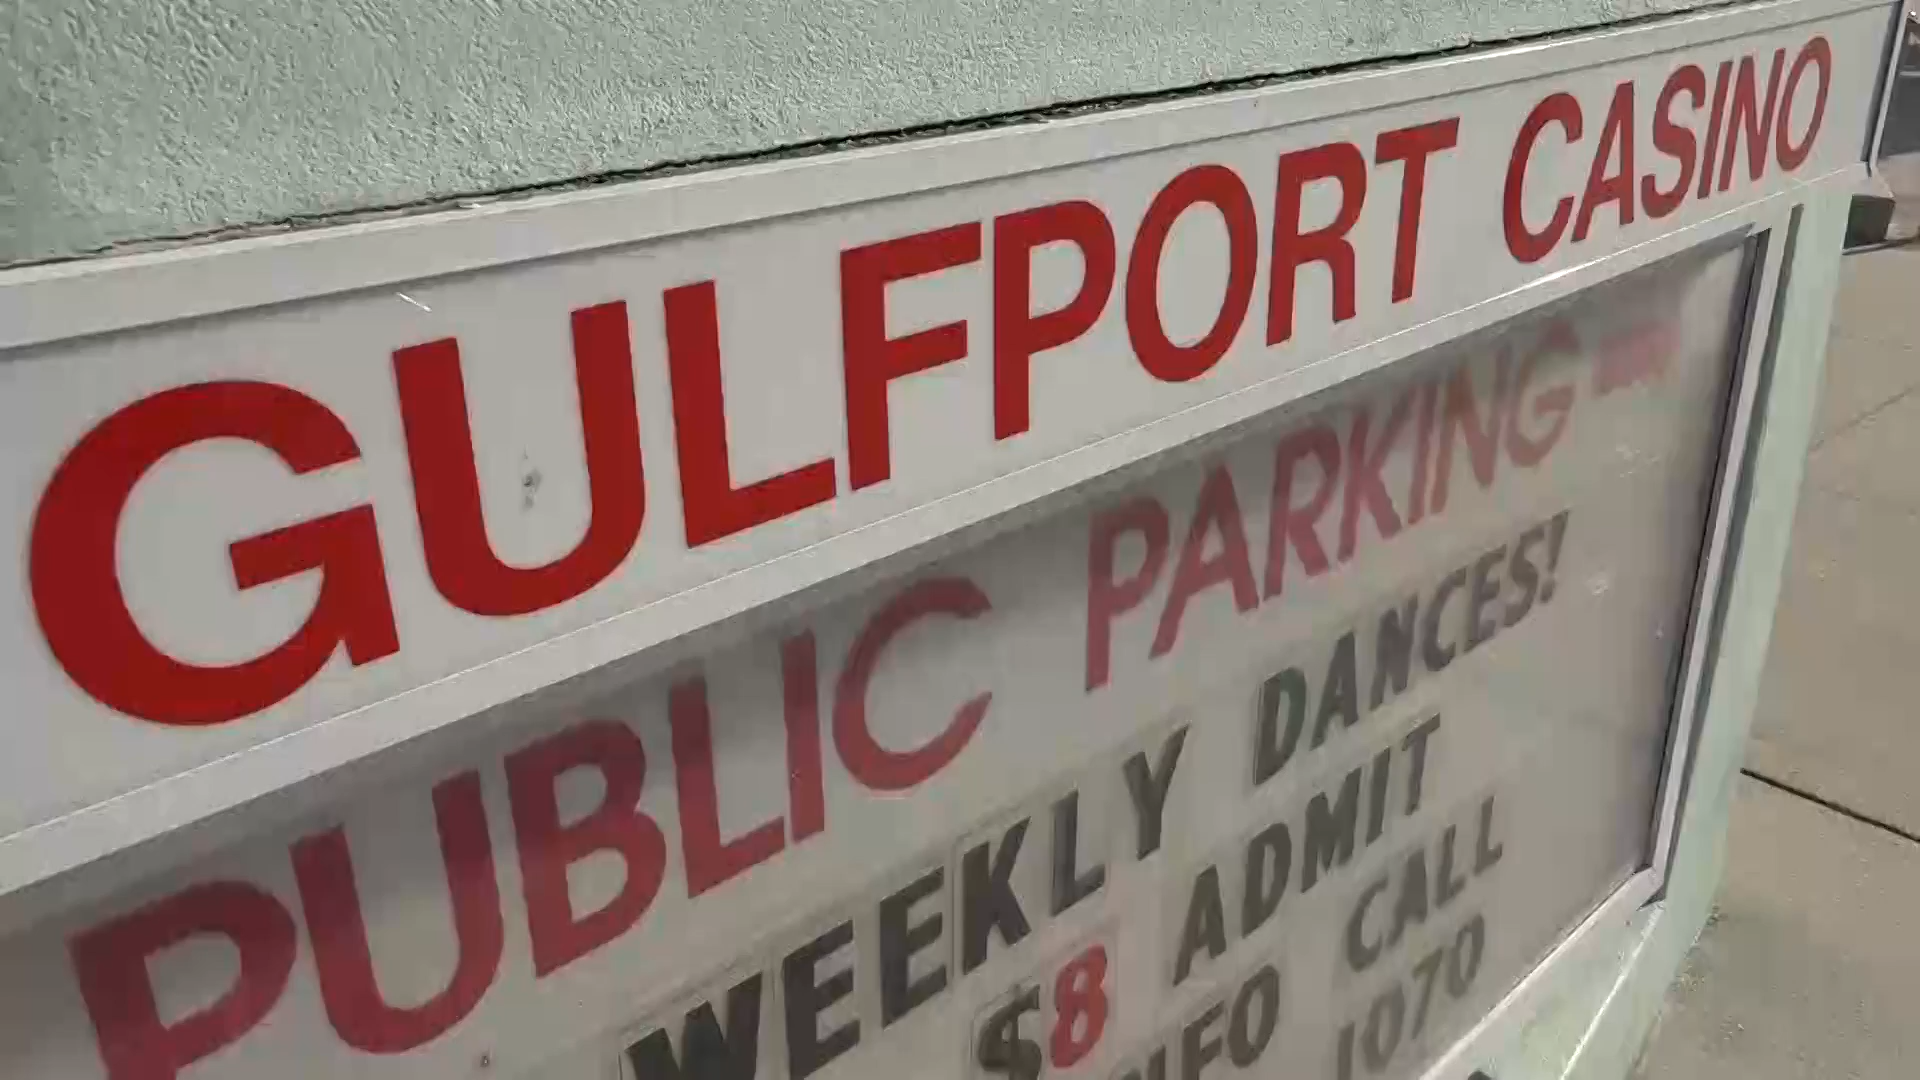 GULFPORT CASINO
PUBLIC PARKING
WEEKLY DANCES!
$8 ADMIT
CALL
1070